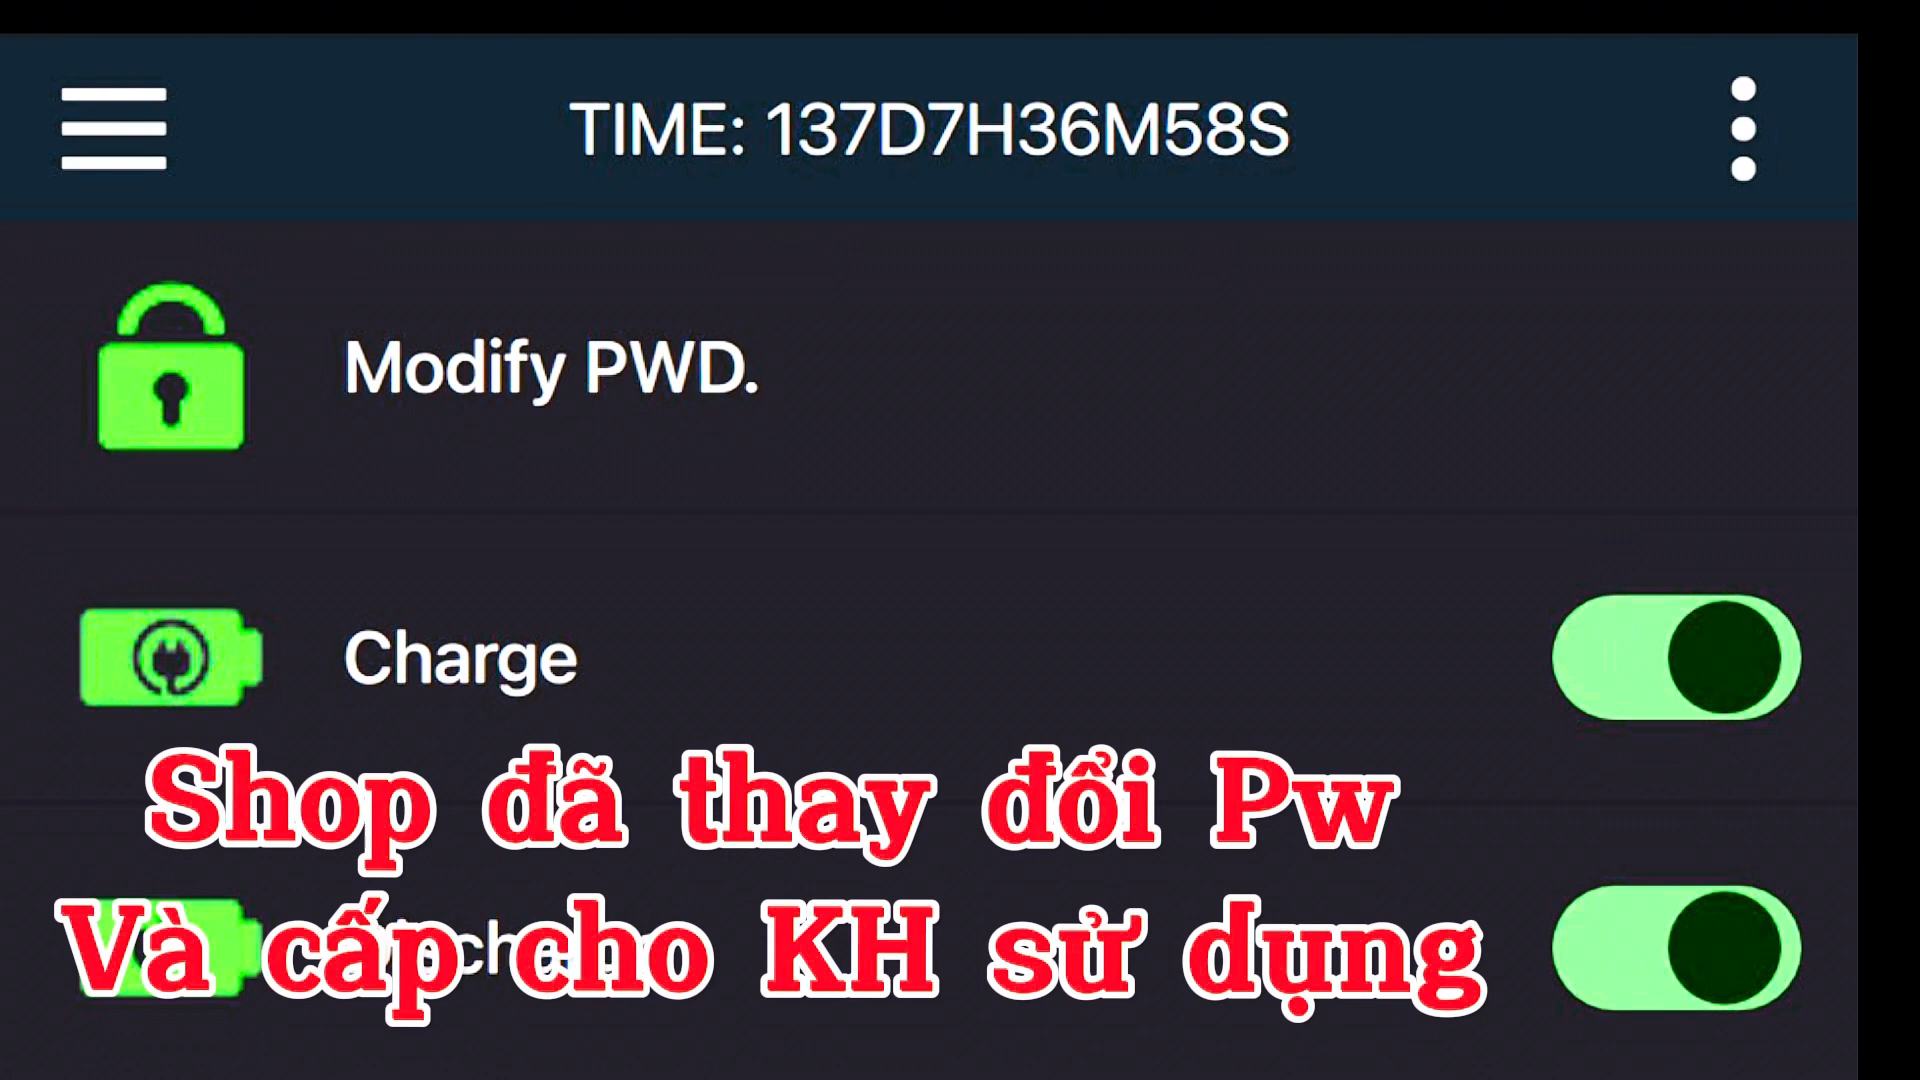 TIME: 137D7H36M58S
Modify PWD.
Charge
Shop đã thay đổi Pw
Và cấp cho KH sử dụng